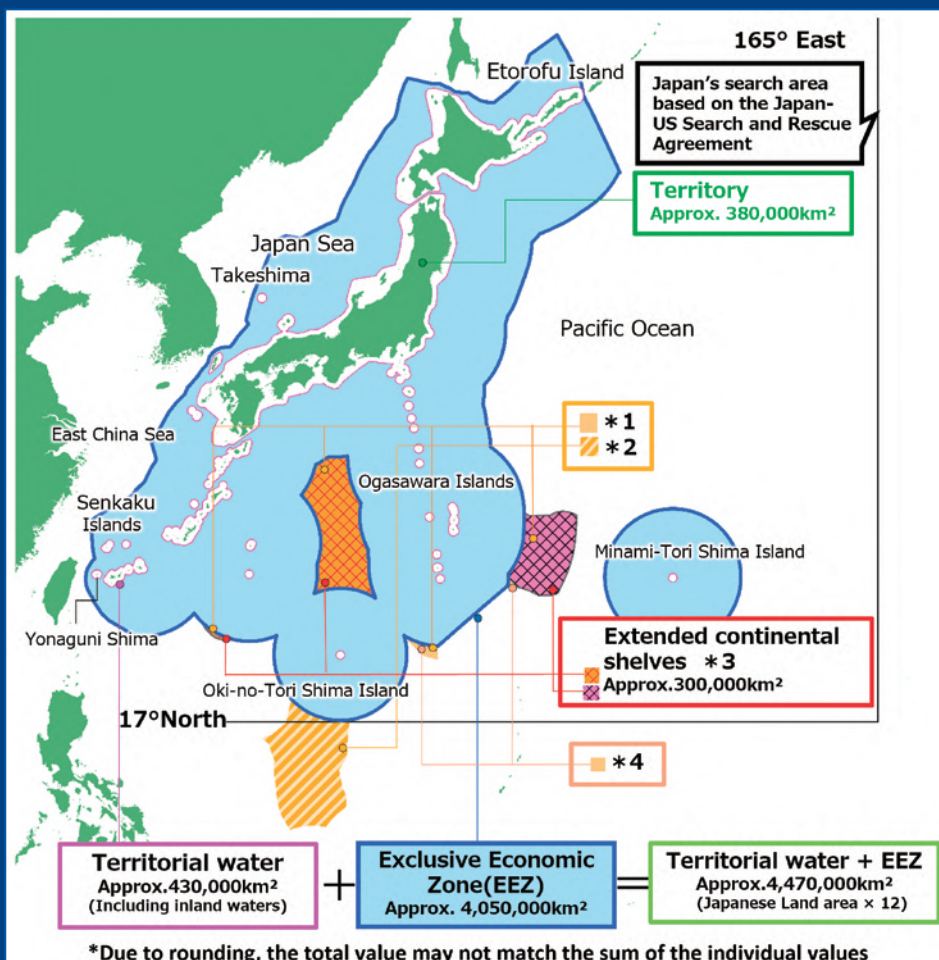 165° East
Etorofu Island
Japan's search area
based on the Japan-
US Search and Rescue
Agreement
Territory
Approx. 380,000km²
Japan Sea
Takeshima
Pacific Ocean
*1
*2
East China Sea
Ogasawara Islands
Senkaku
Islands
Minami-Tori Shima Island
Yonaguni Shima
Extended continental
shelves *3
Approx.300,000km²
Oki-no-Tori Shima Island
17°North
*4
Territorial water
Approx.430,000km²
(Including inland waters)
+
Exclusive Economic
Zone(EEZ)
Approx. 4,050,000km²
=
Territorial water + EEZ
Approx.4,470,000km²
(Japanese Land area × 12)
*Due to rounding, the total value may not match the sum of the individual values